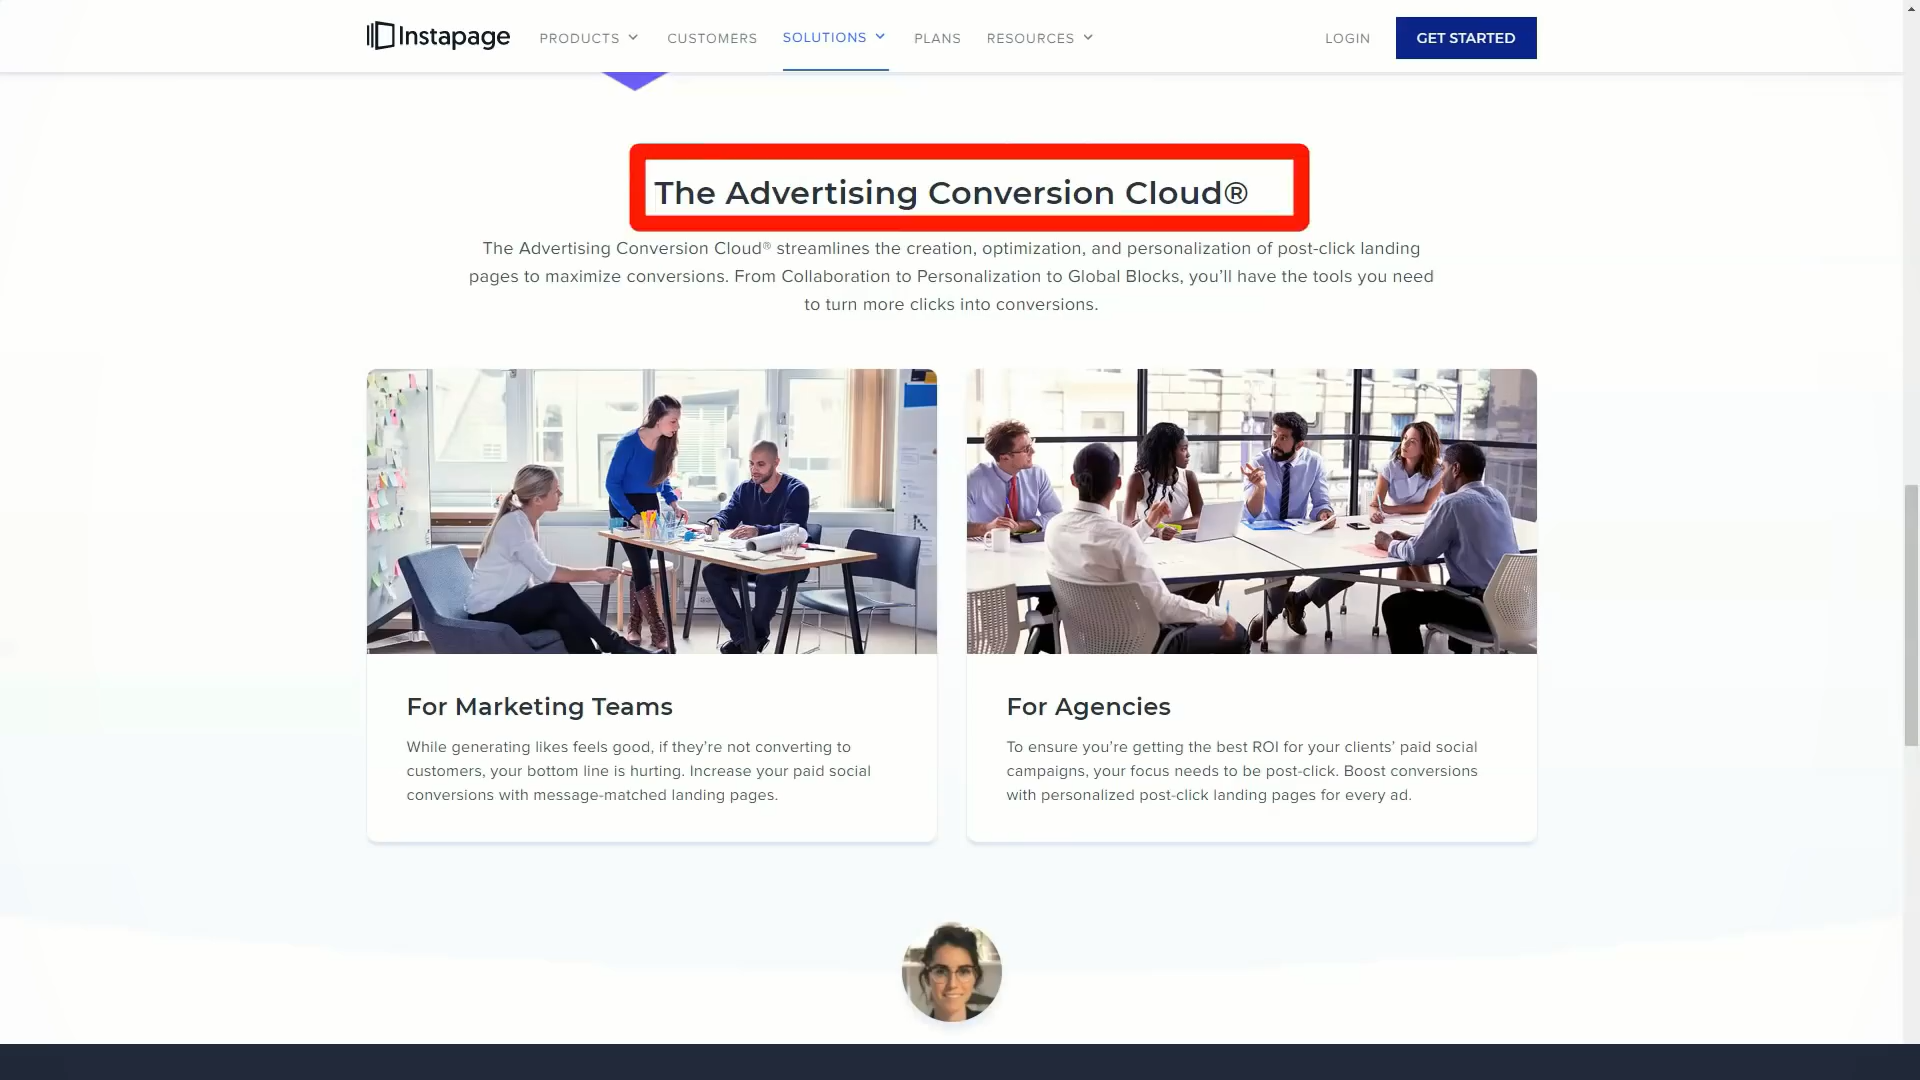 Instapage PRODUCTS CUSTOMERS SOLUTIONS PLANS RESOURCES LOGIN GET STARTED
The Advertising Conversion Cloud®
The Advertising Conversion Cloud® streamlines the creation, optimization, and personalization of post-click landing
pages to maximize conversions. From Collaboration to Personalization to Global Blocks, you’ll have the tools you need
to turn more clicks into conversions.
For Marketing Teams
While generating likes feels good, if they’re not converting to
customers, your bottom line is hurting. Increase your paid social
conversions with message-matched landing pages.
For Agencies
To ensure you’re getting the best ROI for your clients’ paid social
campaigns, your focus needs to be post-click. Boost conversions
with personalized post-click landing pages for every ad.